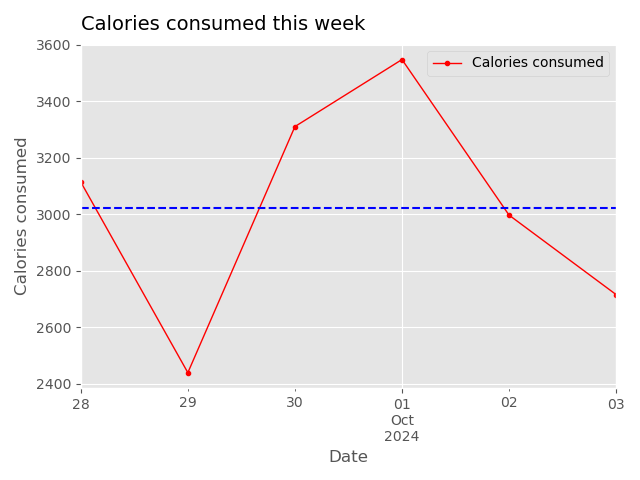 Calories consumed this week
Calories consumed
3600
3400
3200
3000
2800
2600
2400
Calories consumed
28 29 30 01 02 03
Oct
2024
Date